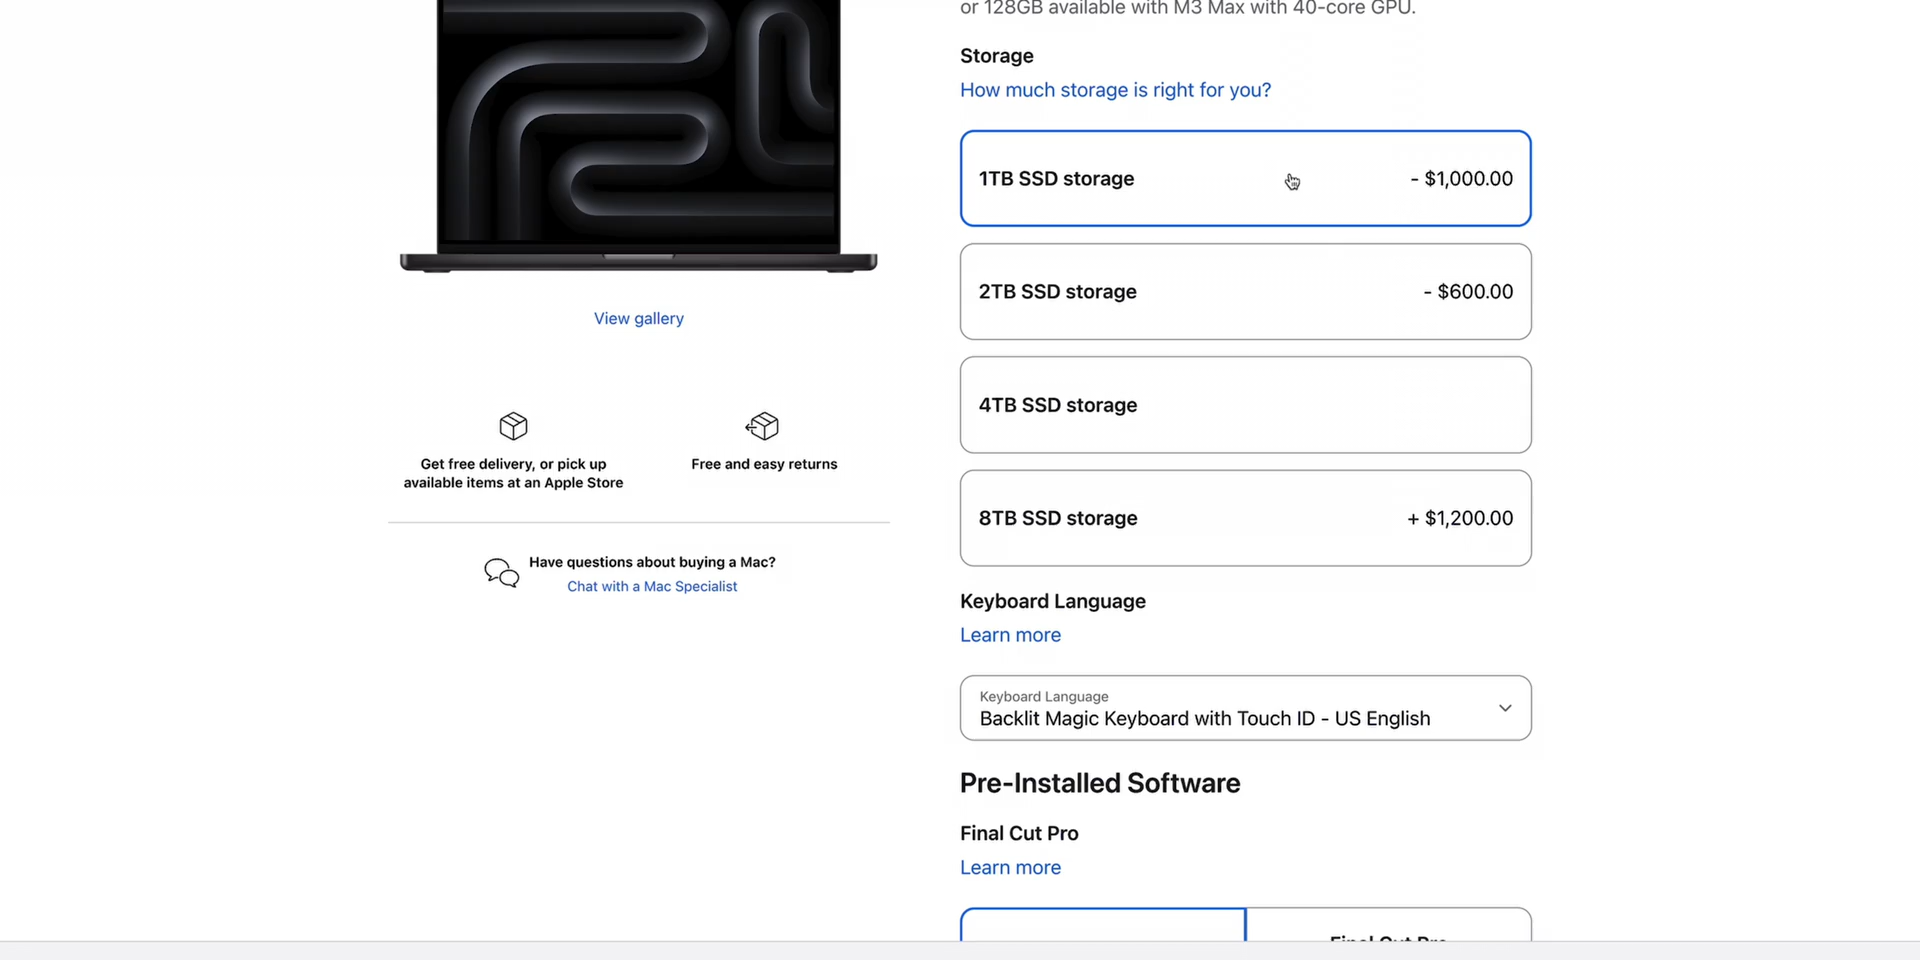 or 128GB available with M3 Max with 40-core GPU.
Storage
How much storage is right for you?
1TB SSD storage - $1,000.00
2TB SSD storage - $600.00
4TB SSD storage
8TB SSD storage + $1,200.00
View gallery
Get free delivery, or pick up
available items at an Apple Store
Free and easy returns
Have questions about buying a Mac?
Chat with a Mac Specialist
Keyboard Language
Learn more
Keyboard Language
Backlit Magic Keyboard with Touch ID - US English
Pre-Installed Software
Final Cut Pro
Learn more
Final Cut Pro